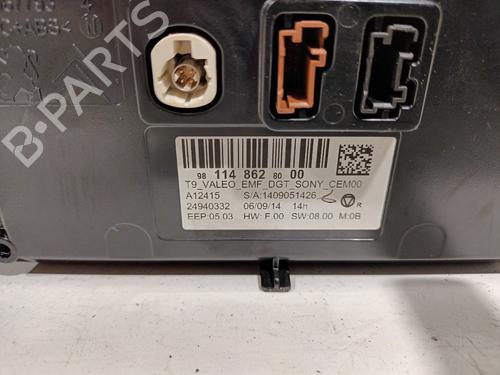 B-PARTS
98 114 862 80 00
T9_VALEO_EMF_DGT_SONY_CEM00
A12415 S/A:1409051426 R
24940332 06/09/14 14h
EEP:05.03 HW: F.00 SW:08.00 M:0B